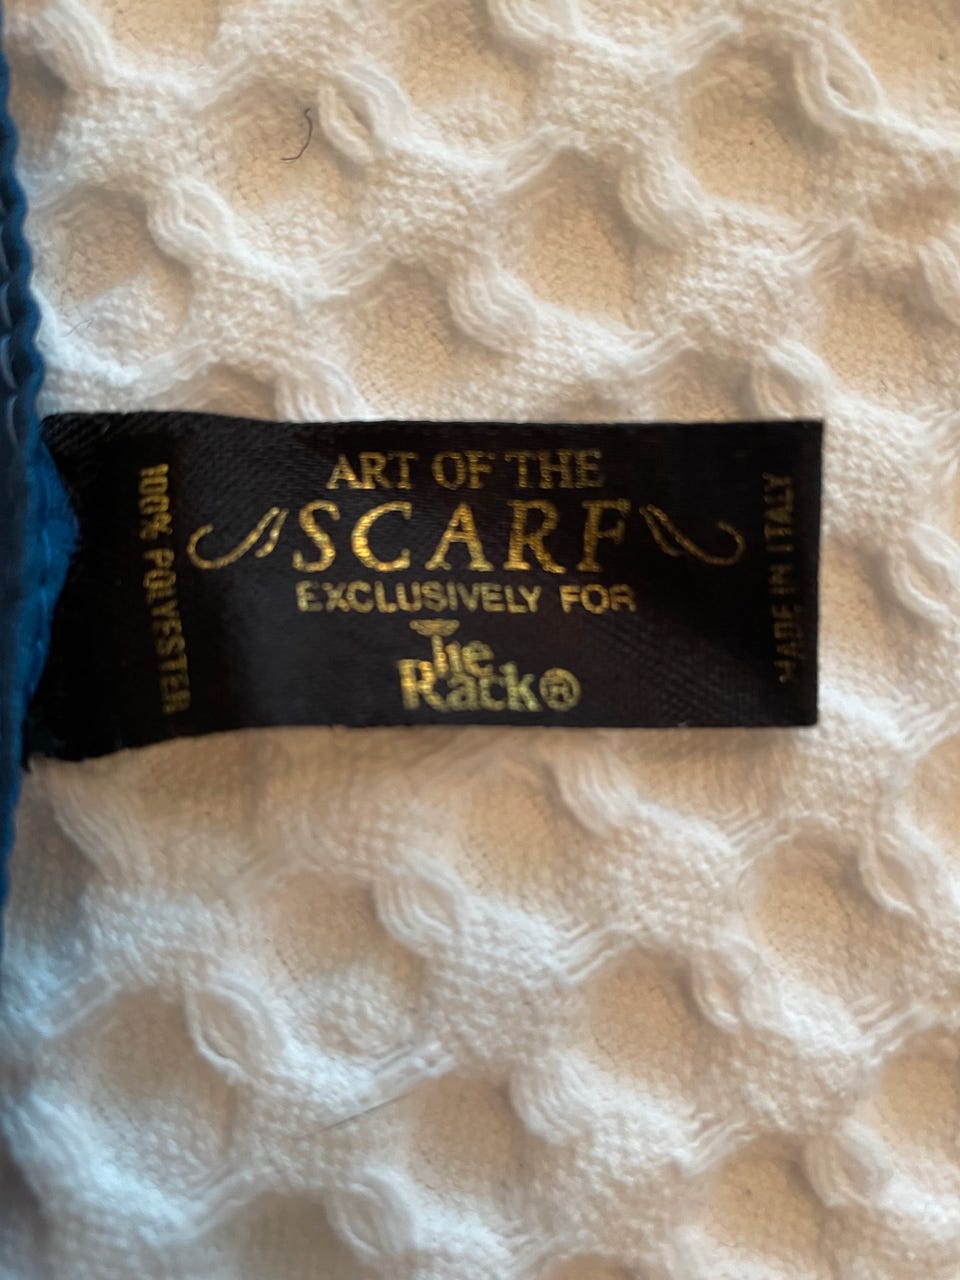 100% POLYESTER
ART OF THE
SCARF
EXCLUSIVELY FOR
Tie
Rack®
MADE IN ITALY